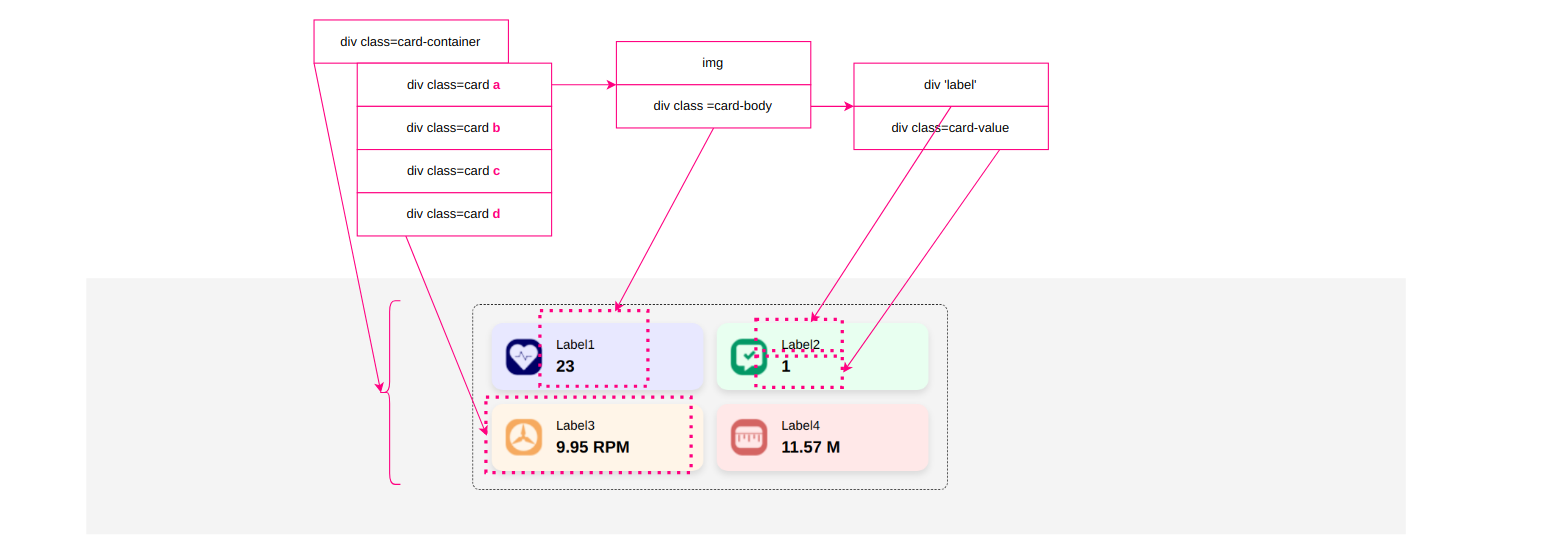 div class=card-container
div class=card a
div class=card b
div class=card c
div class=card d
img
div class =card-body
div 'label'
div class=card-value
Label1
23
Label2
1
Label3
9.95 RPM
Label4
11.57 M